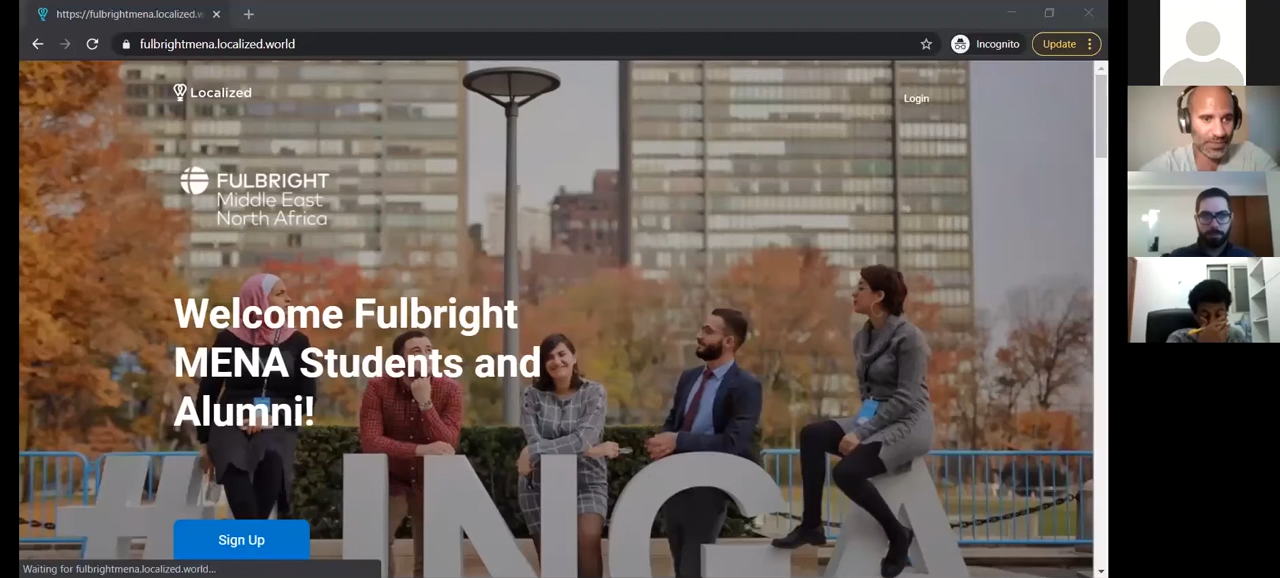 https://fulbrightmena.localized.w
fulbrightmena.localized.world
Incognito
Update
Localized
Login
FULBRIGHT
Middle East
North Africa
Welcome Fulbright
MENA Students and
Alumni!
#UNGA
Sign Up
Waiting for fulbrightmena.localized.world...